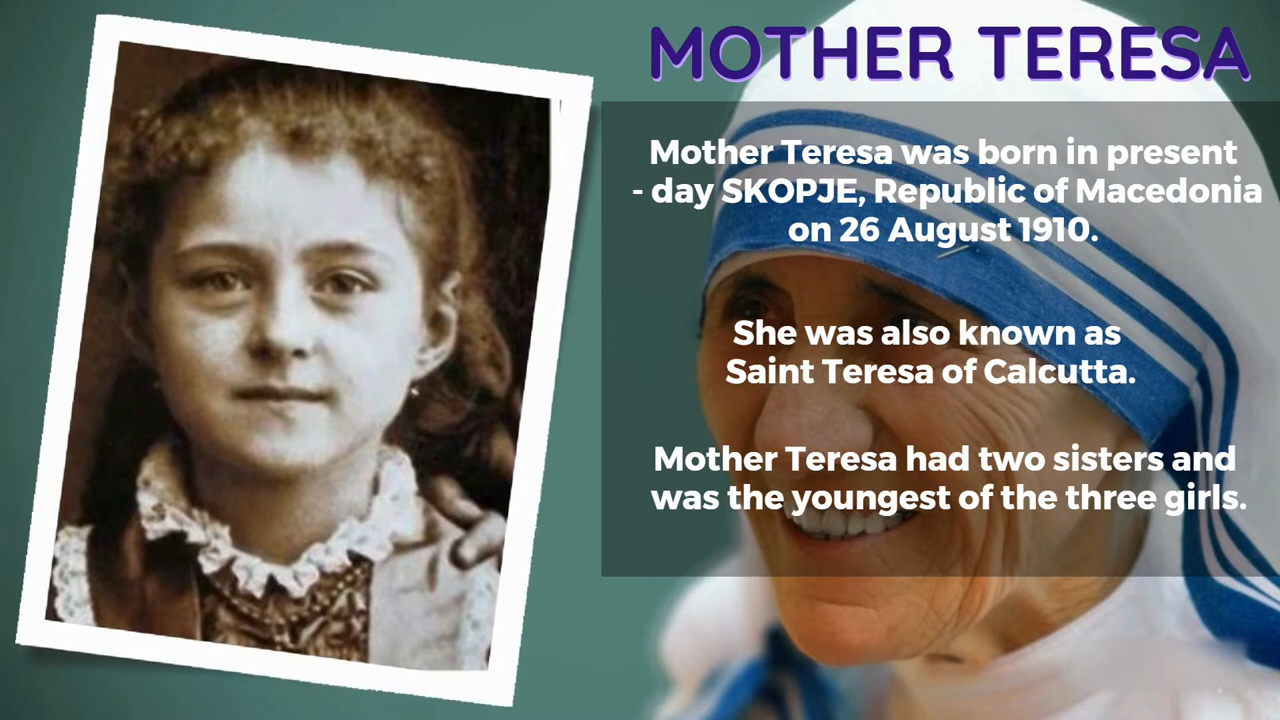 MOTHER TERESA
Mother Teresa was born in present
- day SKOPJE, Republic of Macedonia
on 26 August 1910.
She was also known as
Saint Teresa of Calcutta.
Mother Teresa had two sisters and
was the youngest of the three girls.